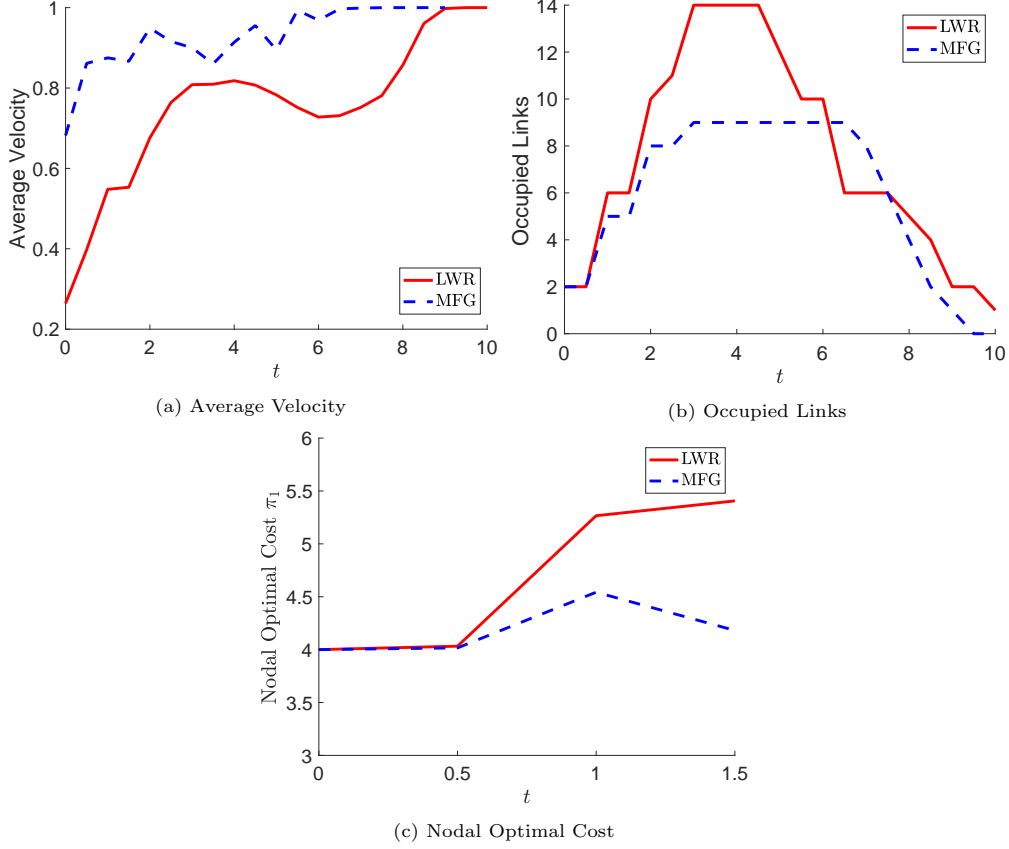 1
0.8
0.6
0.4
0.2
0 2 4 6 8 10
Average Velocity
t
LWR
MFG
(a) Average Velocity
14
12
10
8
6
4
2
0
0 2 4 6 8 10
Occupied Links
t
LWR
MFG
(b) Occupied Links
6
5.5
5
4.5
4
3.5
3
0 0.5 1 1.5
Nodal Optimal Cost π₁
t
LWR
MFG
(c) Nodal Optimal Cost